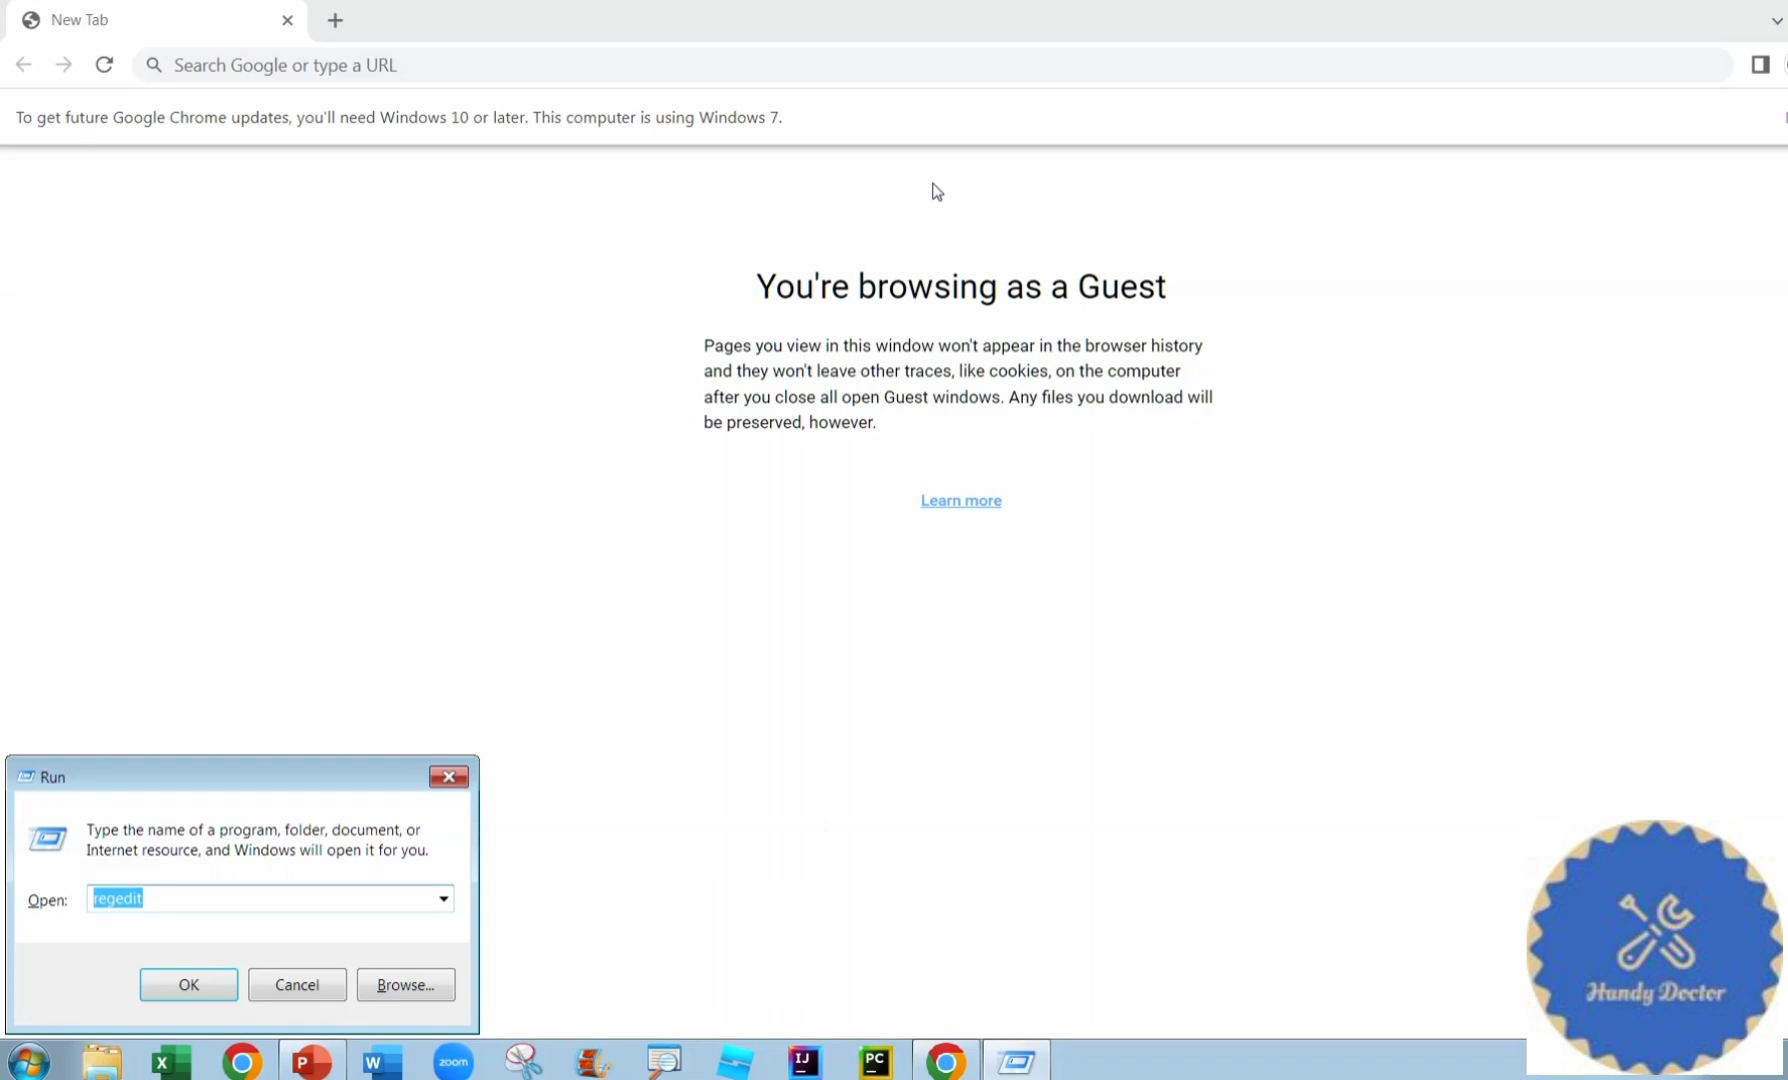 New Tab
Search Google or type a URL
To get future Google Chrome updates, you'll need Windows 10 or later. This computer is using Windows 7.
You're browsing as a Guest
Pages you view in this window won't appear in the browser history
and they won't leave other traces, like cookies, on the computer
after you close all open Guest windows. Any files you download will
be preserved, however.
Learn more
Run
Type the name of a program, folder, document, or
Internet resource, and Windows will open it for you.
Open: regedit
OK Cancel Browse...
Handy Doctor
X P W zoom IJ PC